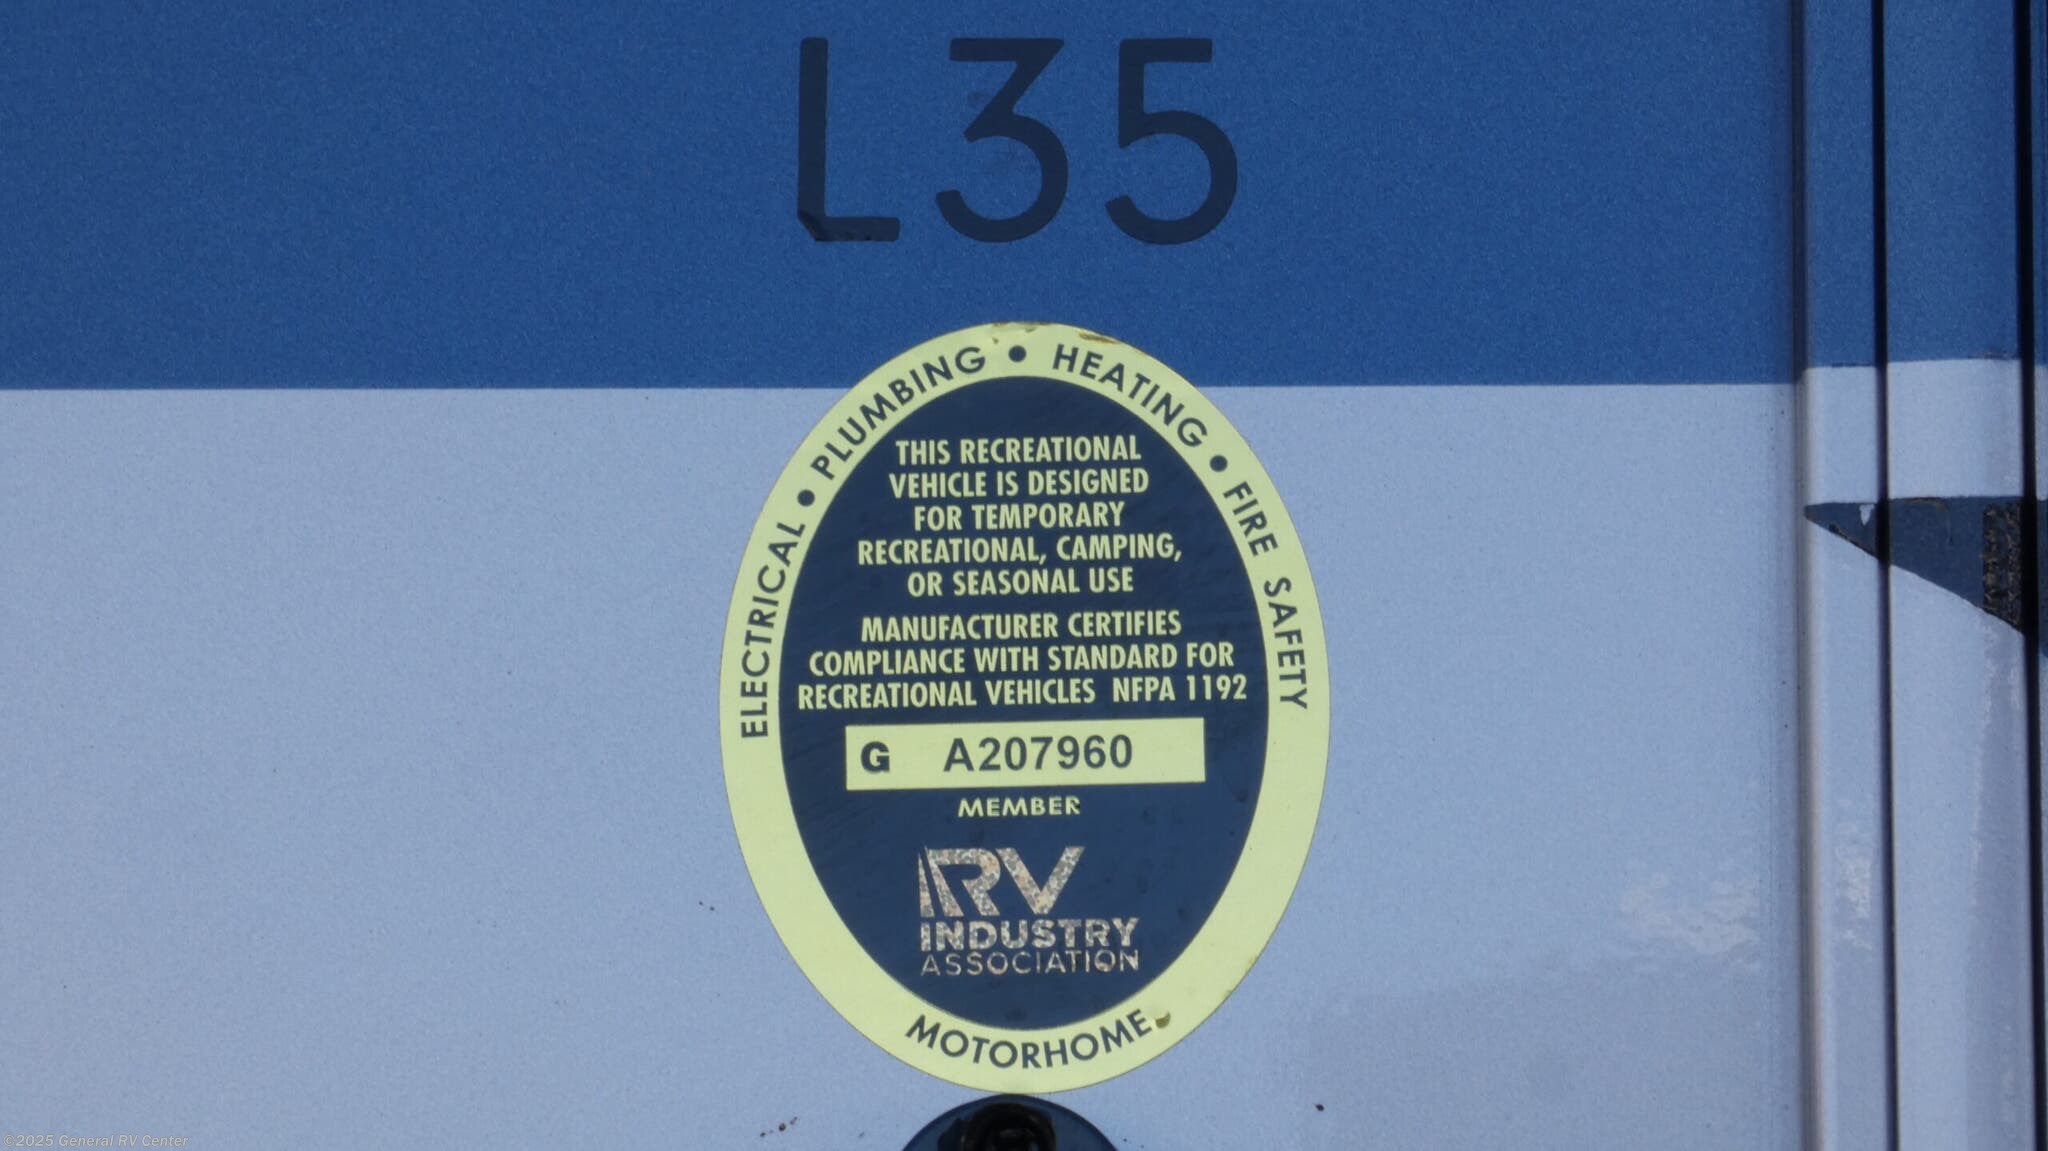 L35
ELECTRICAL • PLUMBING • HEATING • FIRE SAFETY
THIS RECREATIONAL
VEHICLE IS DESIGNED
FOR TEMPORARY
RECREATIONAL, CAMPING,
OR SEASONAL USE
MANUFACTURER CERTIFIES
COMPLIANCE WITH STANDARD FOR
RECREATIONAL VEHICLES NFPA 1192
G A207960
MEMBER
RV
INDUSTRY
ASSOCIATION
MOTORHOME
©2025 General RV Center